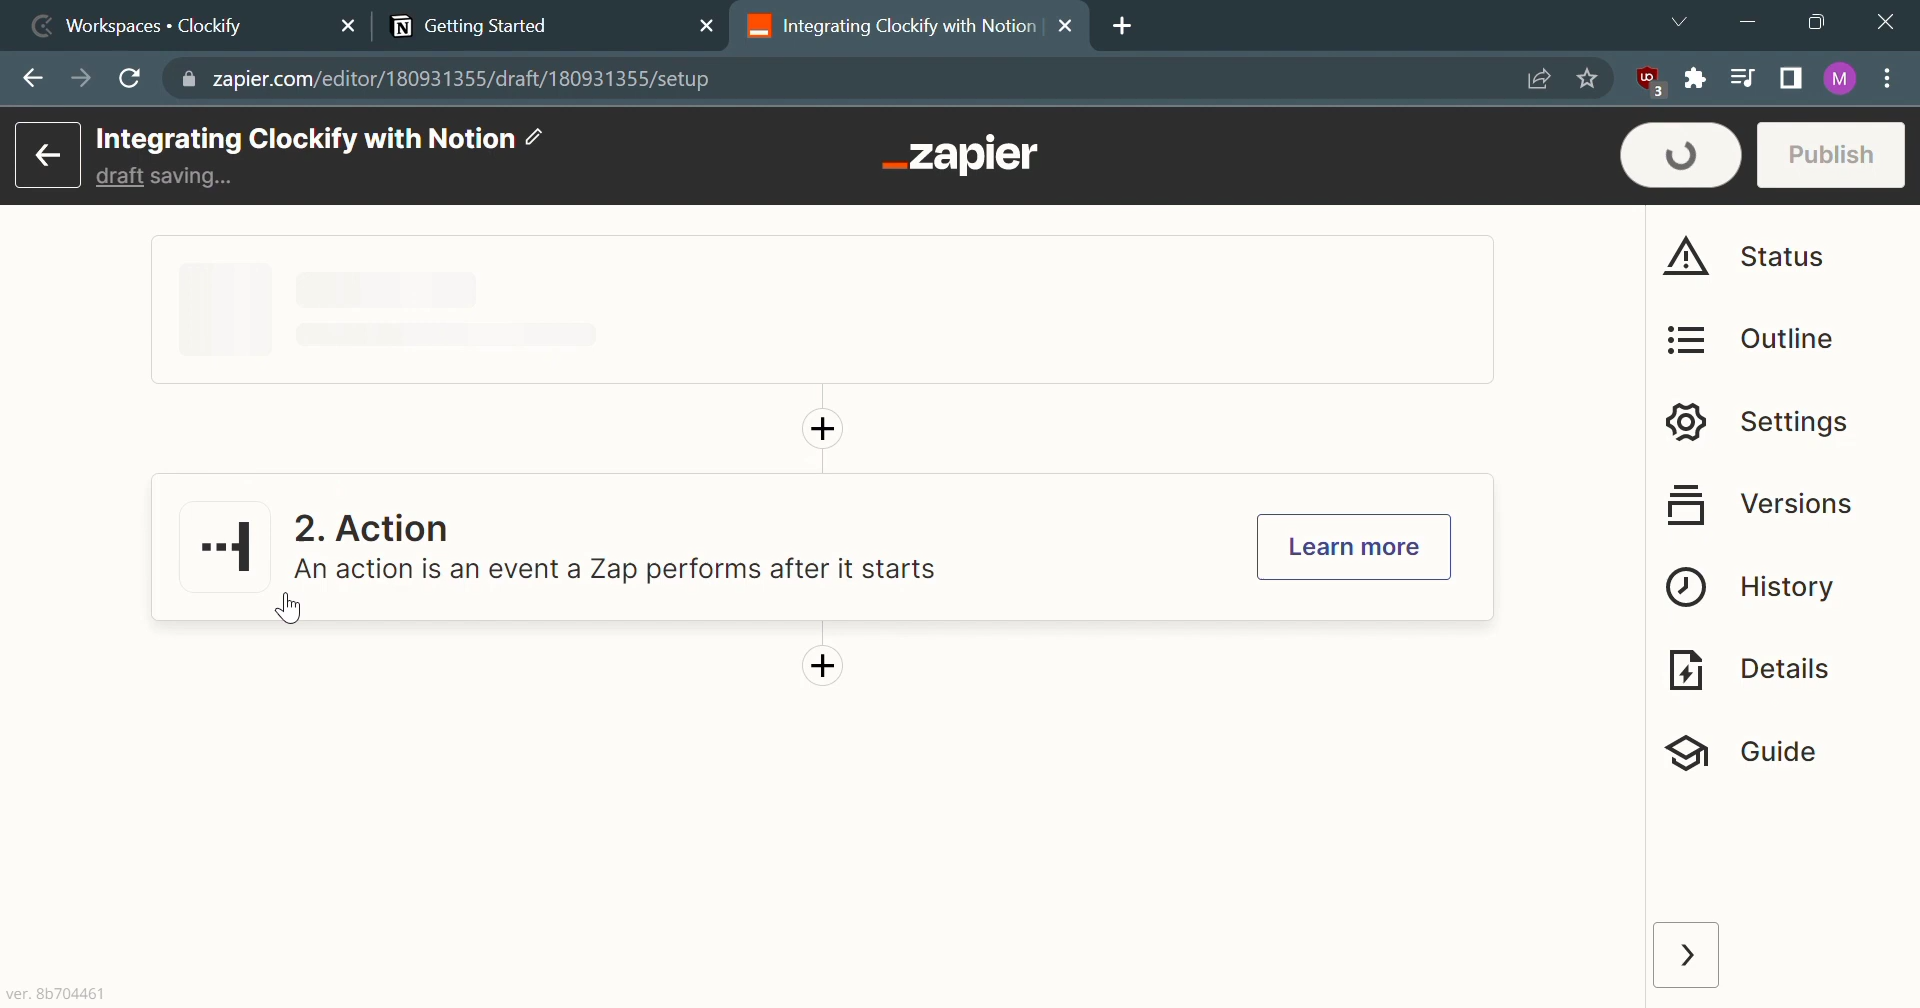 Workspaces • Clockify
Getting Started
Integrating Clockify with Notion
zapier.com/editor/180931355/draft/180931355/setup
3
M
Integrating Clockify with Notion
draft saving...
zapier
Publish
Status
Outline
Settings
Versions
History
Details
Guide
2. Action
An action is an event a Zap performs after it starts
Learn more
ver. 8b704461